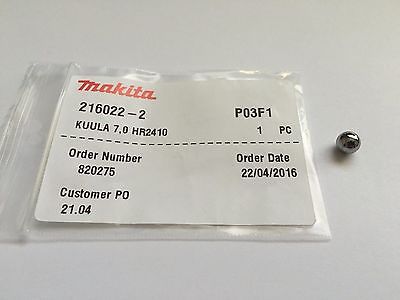 makita
216022-2 P03F1
KUULA 7,0 HR2410 1 PC
Order Number Order Date
820275 22/04/2016
Customer PO
21.04